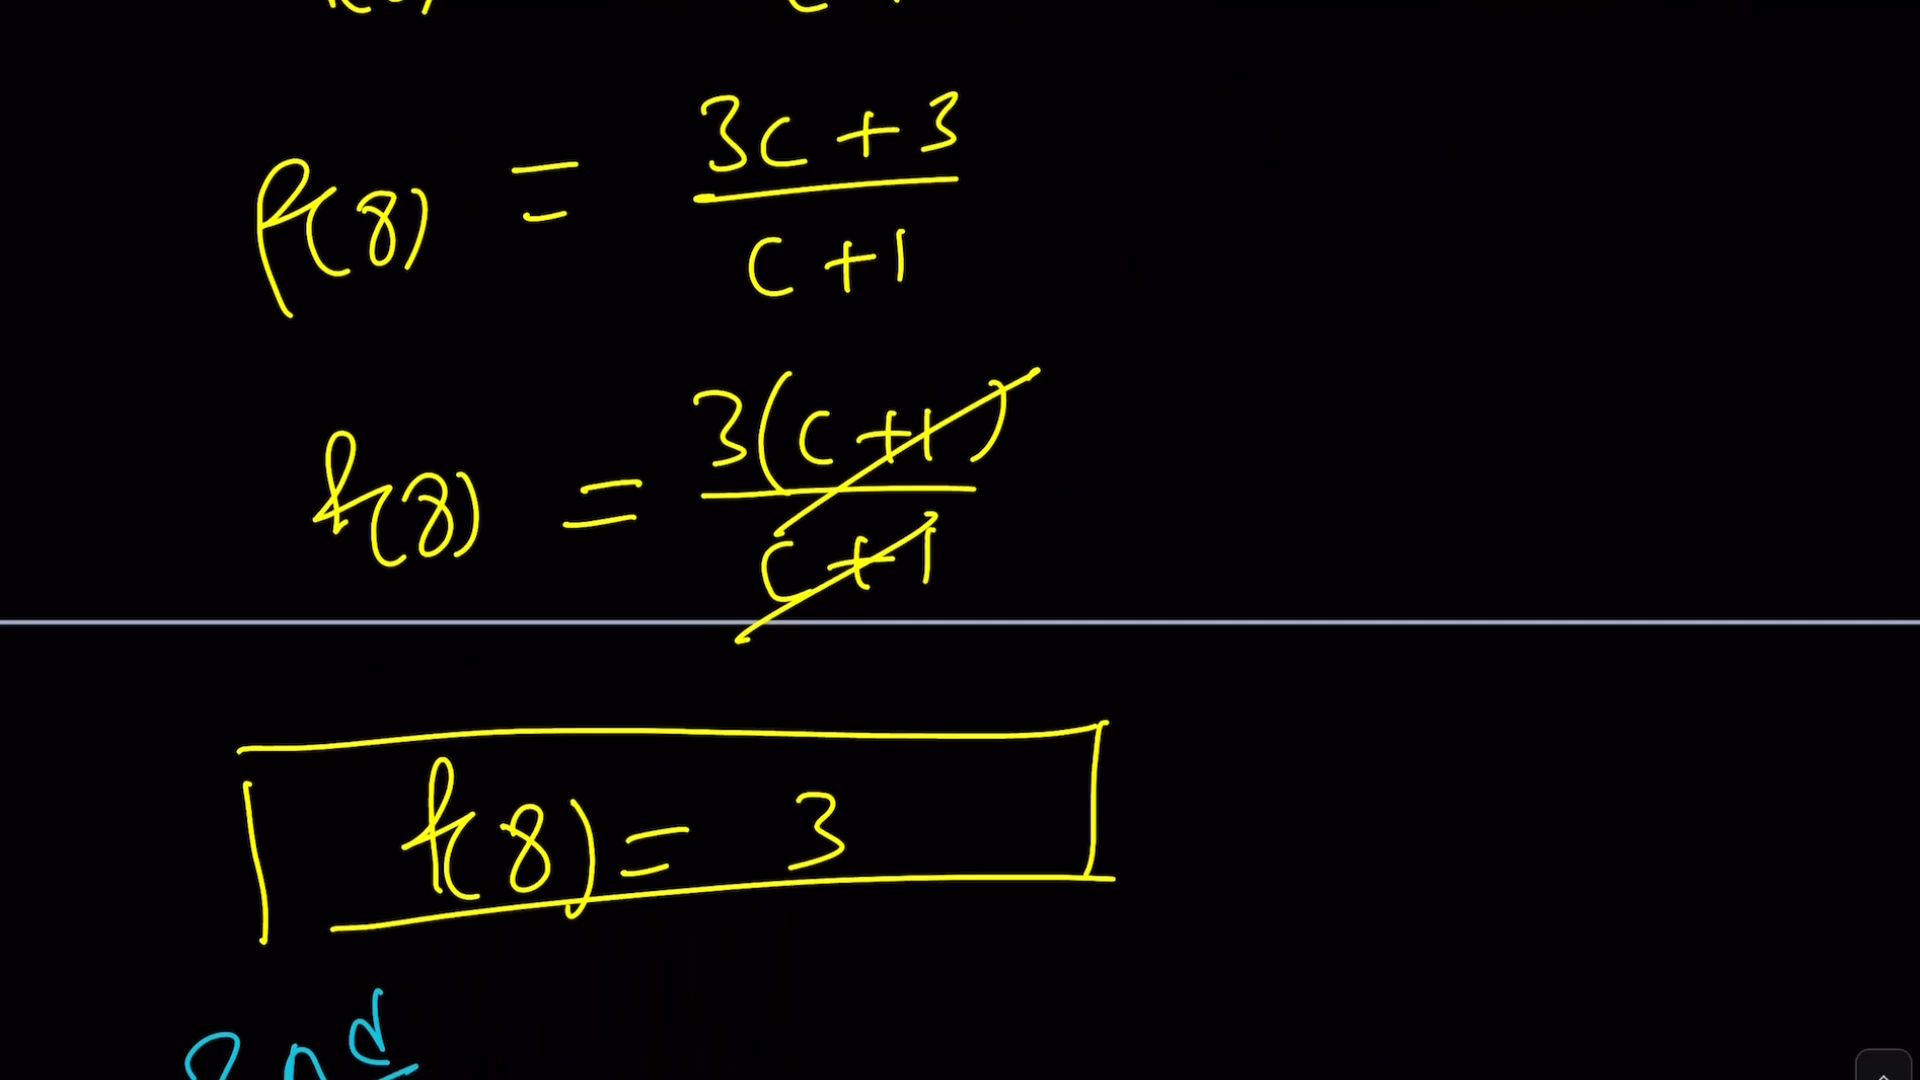 f(8) = 3c+3 / c+1
f(8) = 3(c+1) / c+1
f(8) = 3
2nd